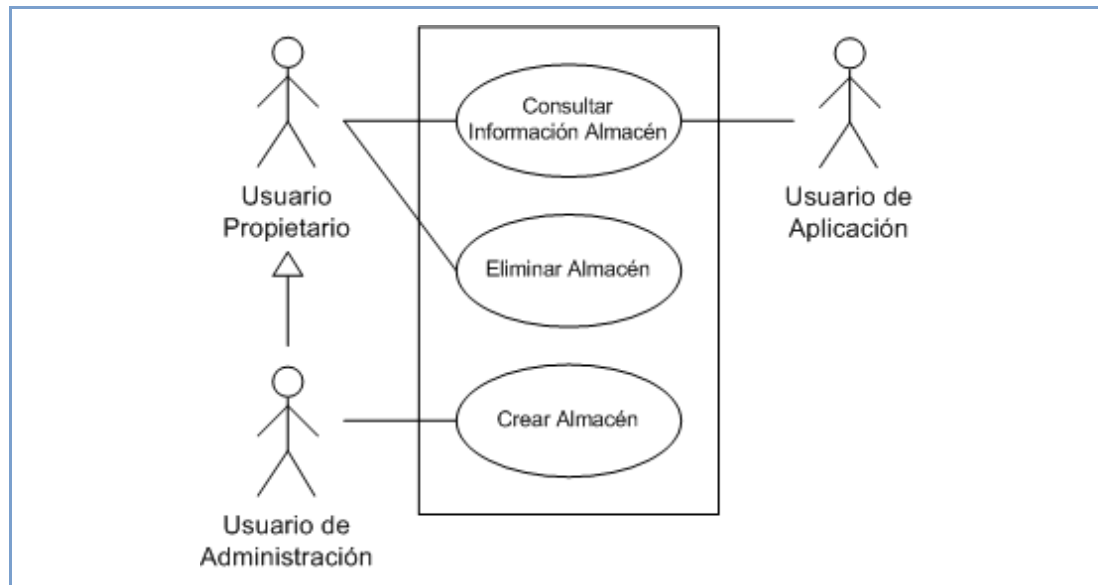 Consultar
Información Almacén
Usuario
Propietario
Usuario de
Aplicación
Eliminar Almacén
Crear Almacén
Usuario de
Administración